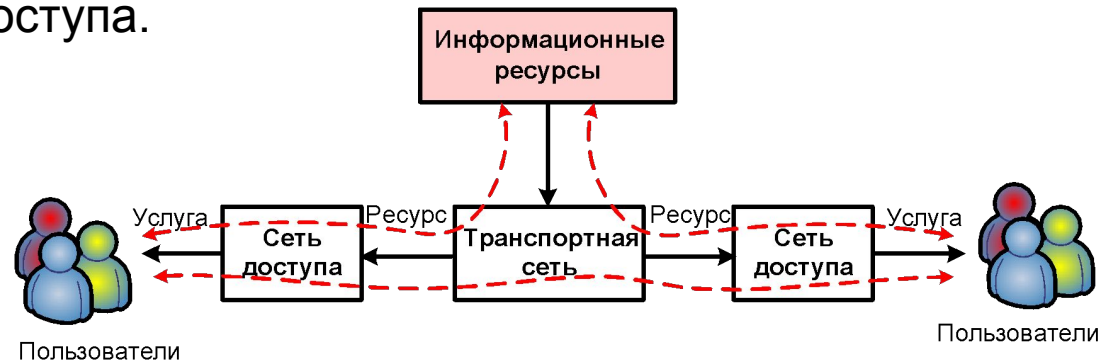 оступа.
Информационные
ресурсы
Услуга
Ресурс
Ресурс
Услуга
Сеть
доступа
Транспортная
сеть
Сеть
доступа
Пользователи
Пользователи